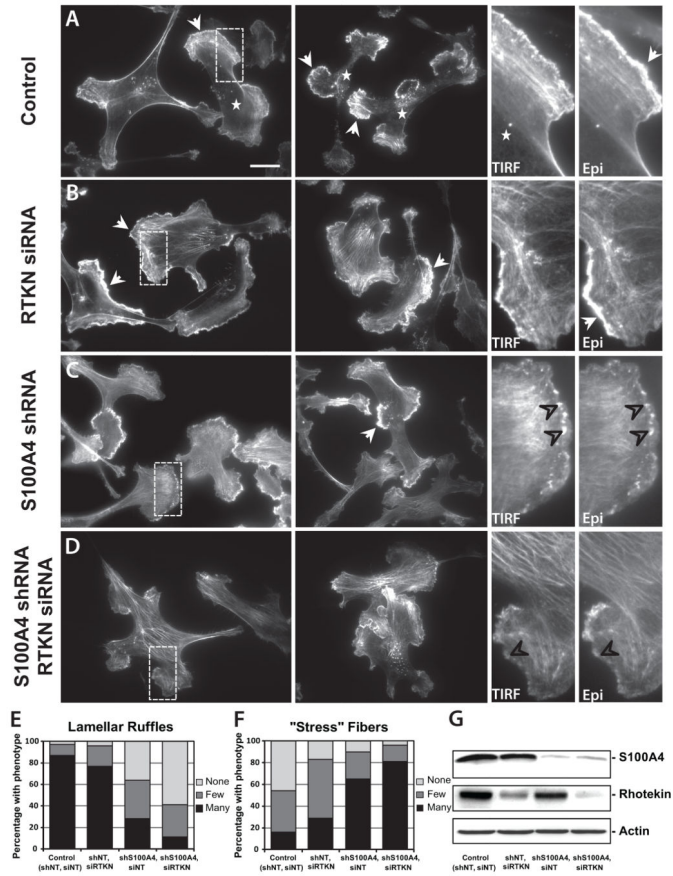 A
Control
TIRF
Epi
B
RTKN siRNA
TIRF
Epi
C
S100A4 shRNA
TIRF
Epi
D
S100A4 shRNA
RTKN siRNA
TIRF
Epi
E
Lamellar Ruffles
Percentage with phenotype
100
80
60
40
20
0
None
Few
Many
Control
(shNT, siNT)
shNT,
siRTKN
shS100A4,
siNT
shS100A4,
siRTKN
F
"Stress" Fibers
Percentage with phenotype
100
80
60
40
20
0
None
Few
Many
Control
(shNT, siNT)
shNT,
siRTKN
shS100A4,
siNT
shS100A4,
siRTKN
G
- S100A4
- Rhotekin
- Actin
Control
(shNT, siNT)
shNT,
siRTKN
shS100A4,
siNT
shS100A4,
siRTKN